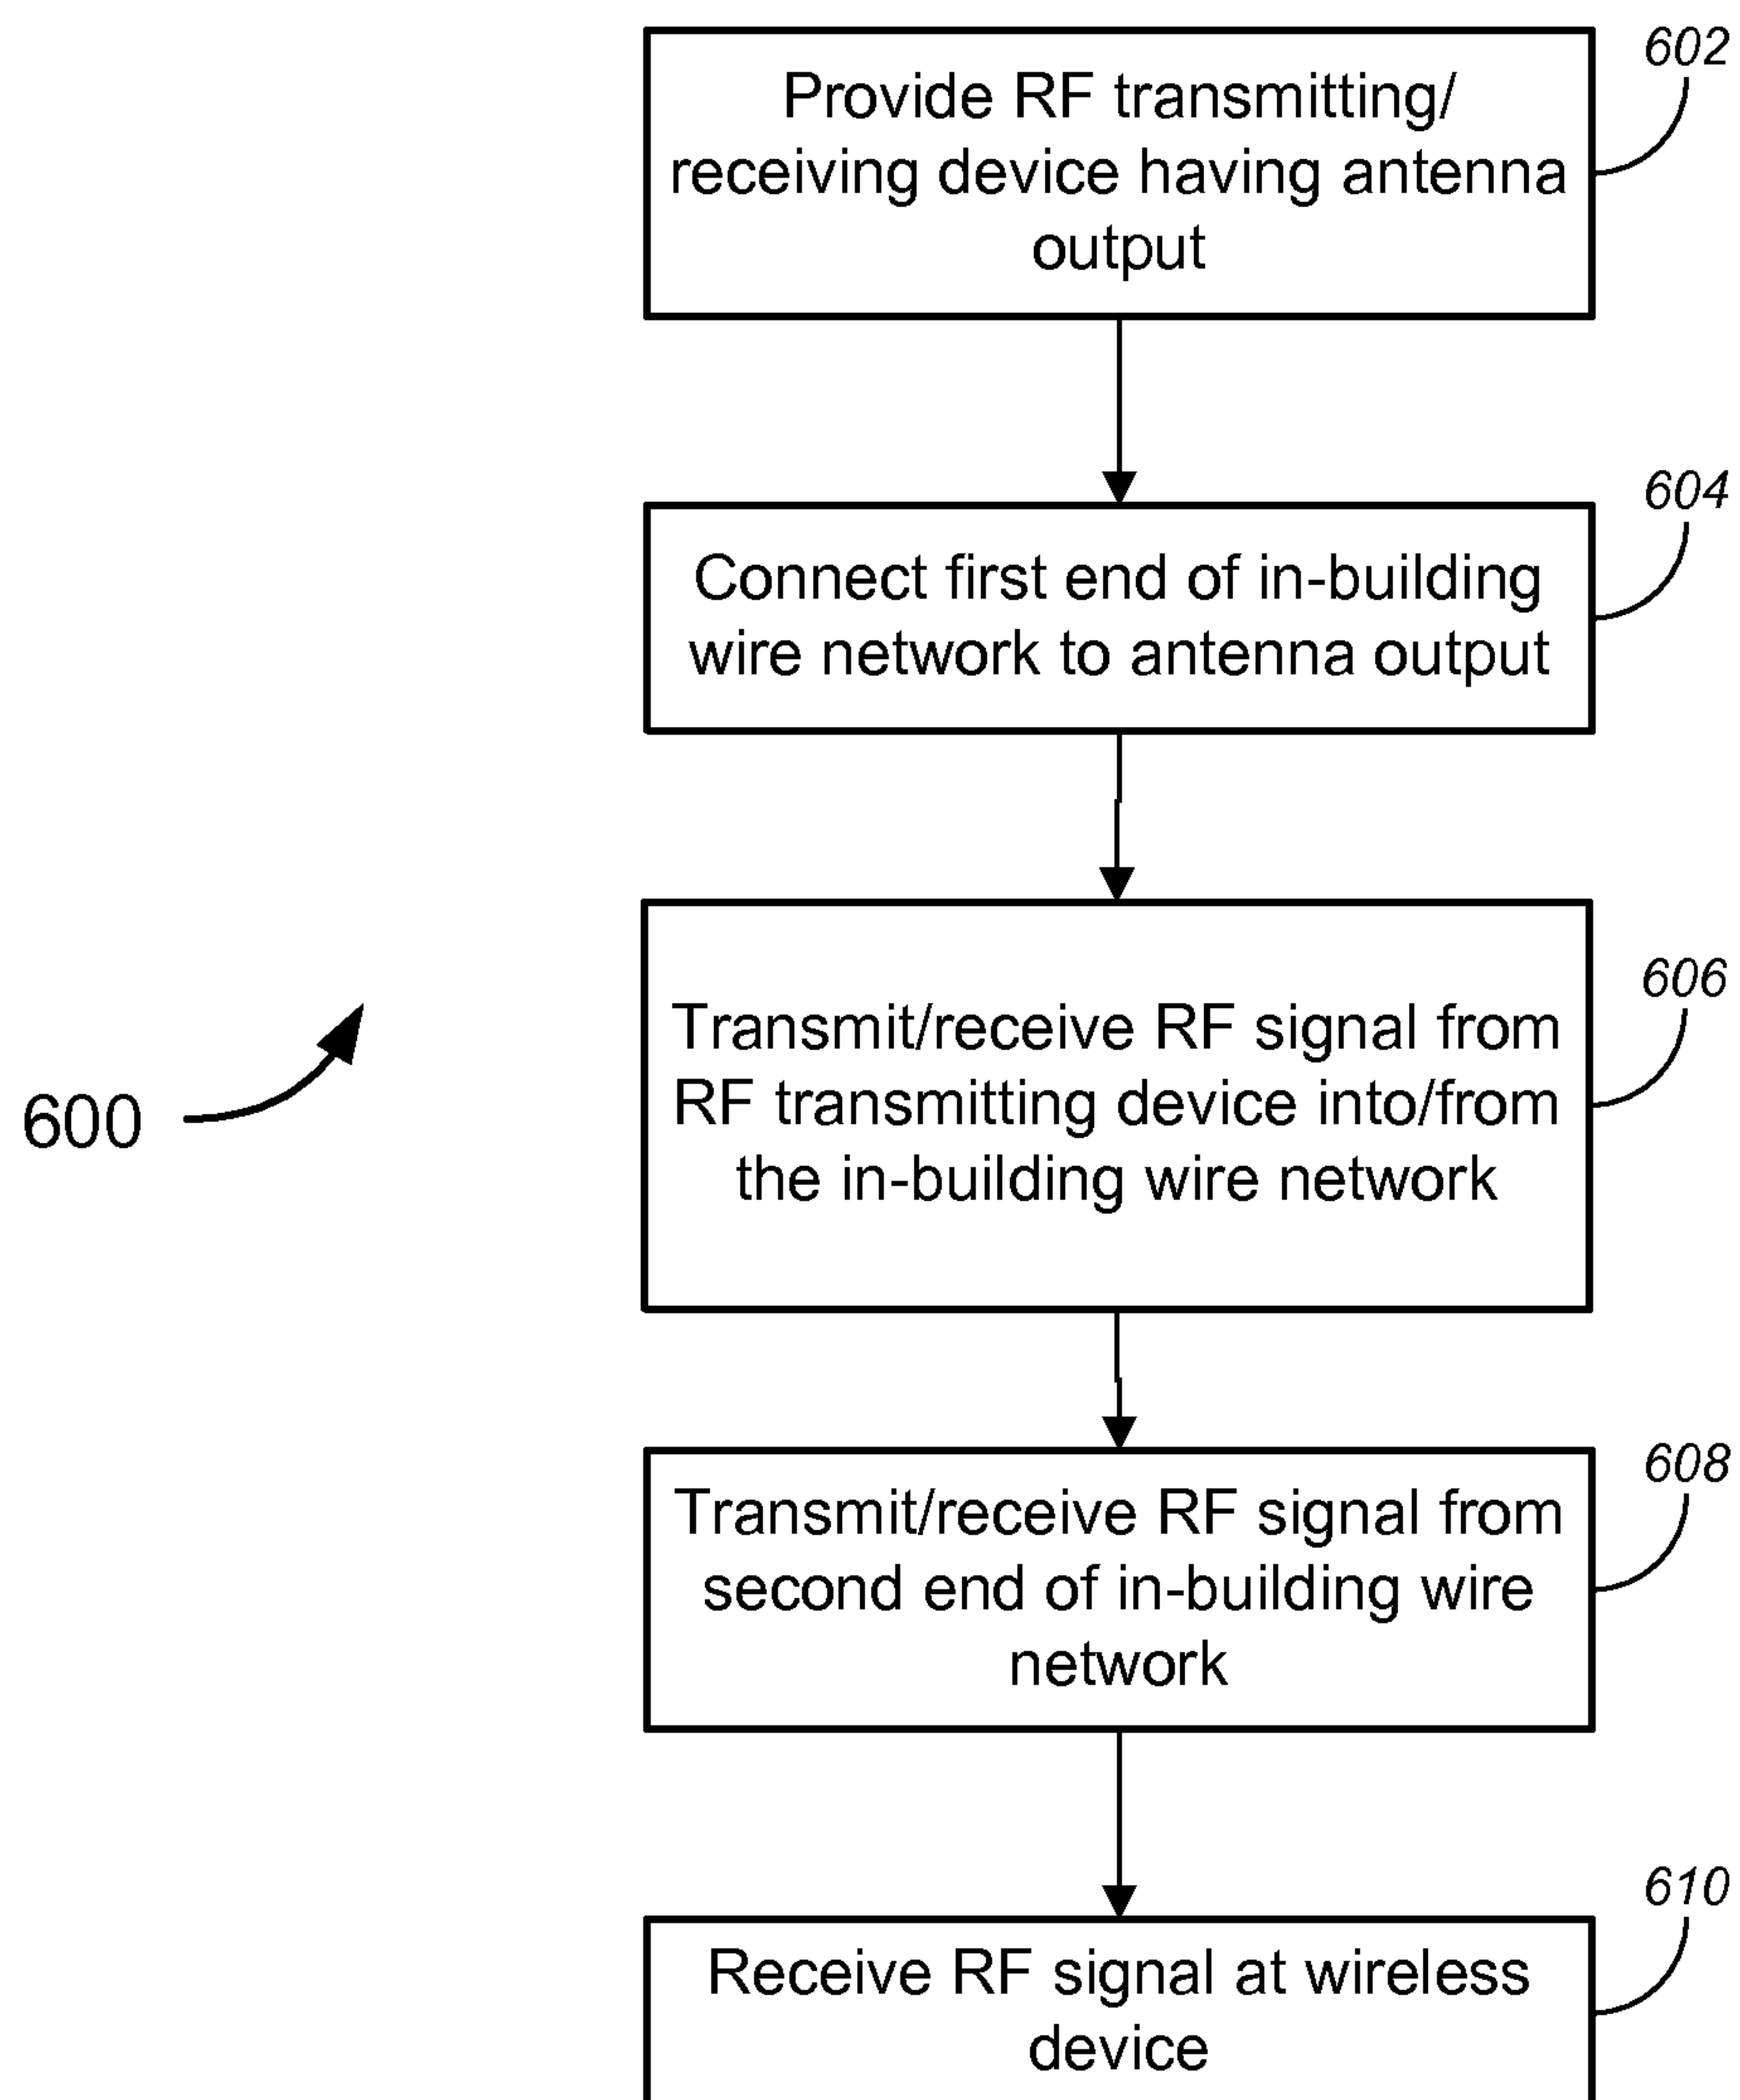 602
Provide RF transmitting/
receiving device having antenna
output
604
Connect first end of in-building
wire network to antenna output
606
Transmit/receive RF signal from
RF transmitting device into/from
the in-building wire network
600
608
Transmit/receive RF signal from
second end of in-building wire
network
610
Receive RF signal at wireless
device